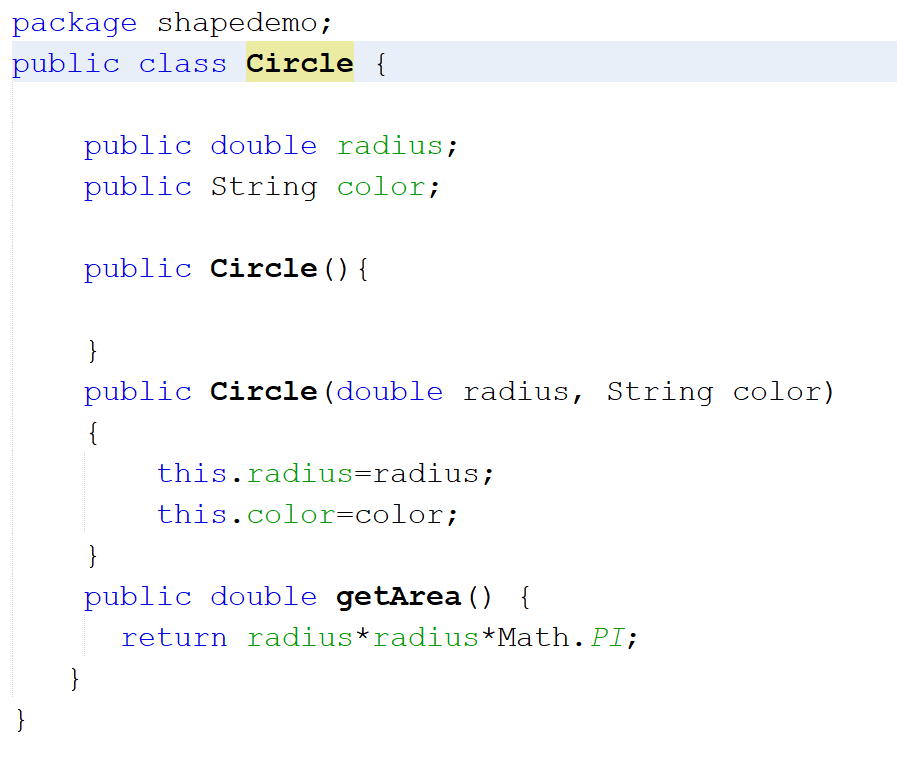 package shapedemo;
public class Circle {
public double radius;
public String color;
public Circle(){
}
public Circle(double radius, String color)
{
this.radius=radius;
this.color=color;
}
public double getArea() {
return radius*radius*Math.PI;
}
}